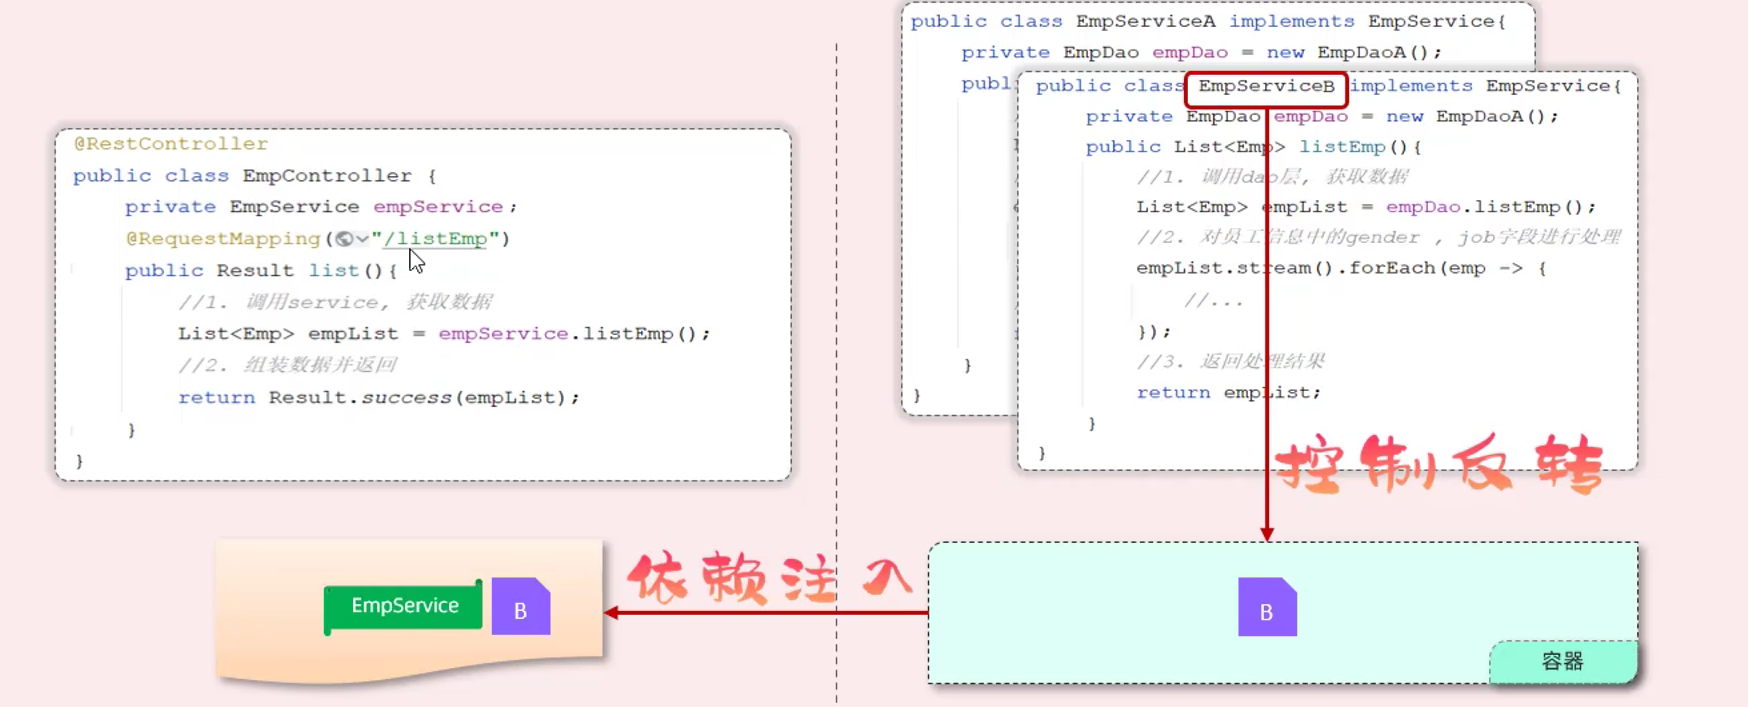 @RestController
public class EmpController {
private EmpService empService;
@RequestMapping("/listEmp")
public Result list(){
//1. 调用service, 获取数据
List<Emp> empList = empService.listEmp();
//2. 组装数据并返回
return Result.success(empList);
}
}
public class EmpServiceA implements EmpService{
private EmpDao empDao = new EmpDaoA();
publ
}
}
public class EmpServiceB implements EmpService{
private EmpDao empDao = new EmpDaoA();
public List<Emp> listEmp(){
//1. 调用dao层, 获取数据
List<Emp> empList = empDao.listEmp();
//2. 对员工信息中的gender , job字段进行处理
empList.stream().forEach(emp -> {
//...
});
//3. 返回处理结果
return empList;
}
}
控制反转
依赖注入
EmpService
B
B
容器